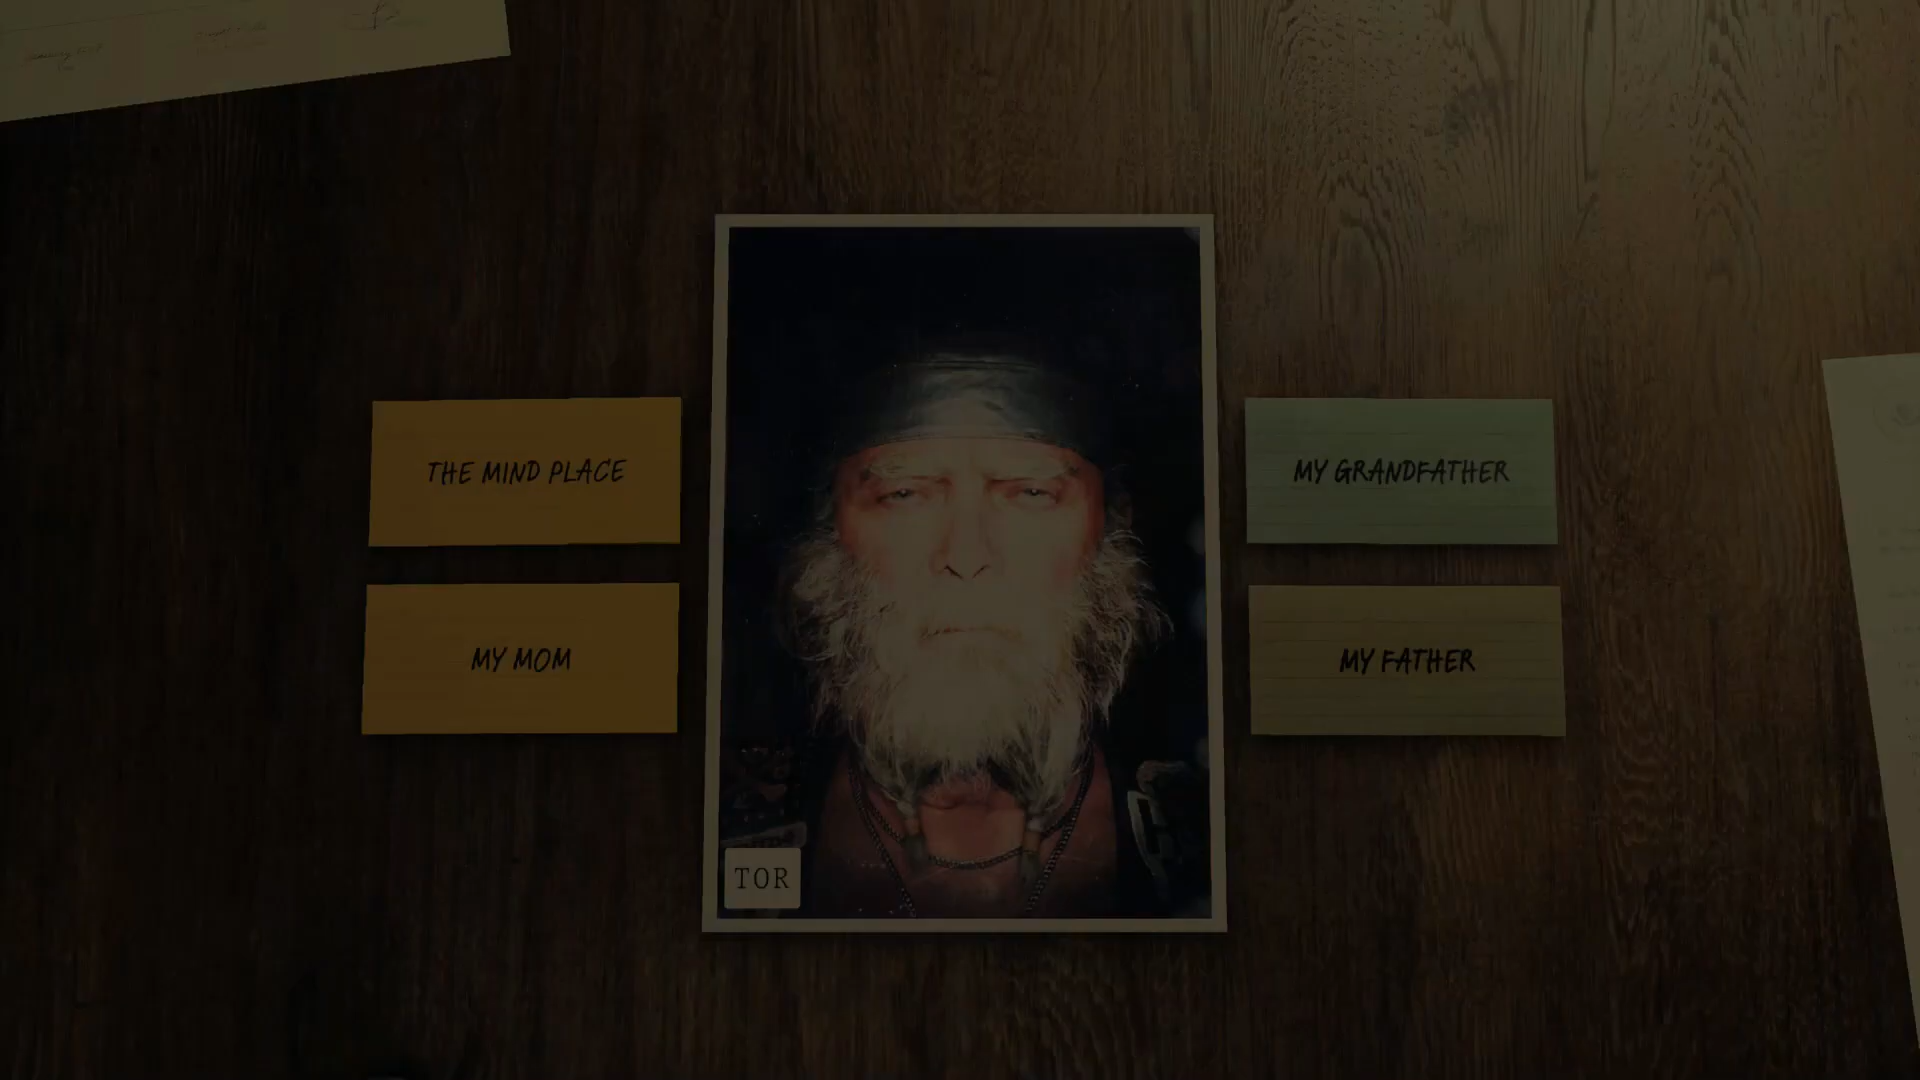 THE MIND PLACE
MY MOM
TOR
MY GRANDFATHER
MY FATHER